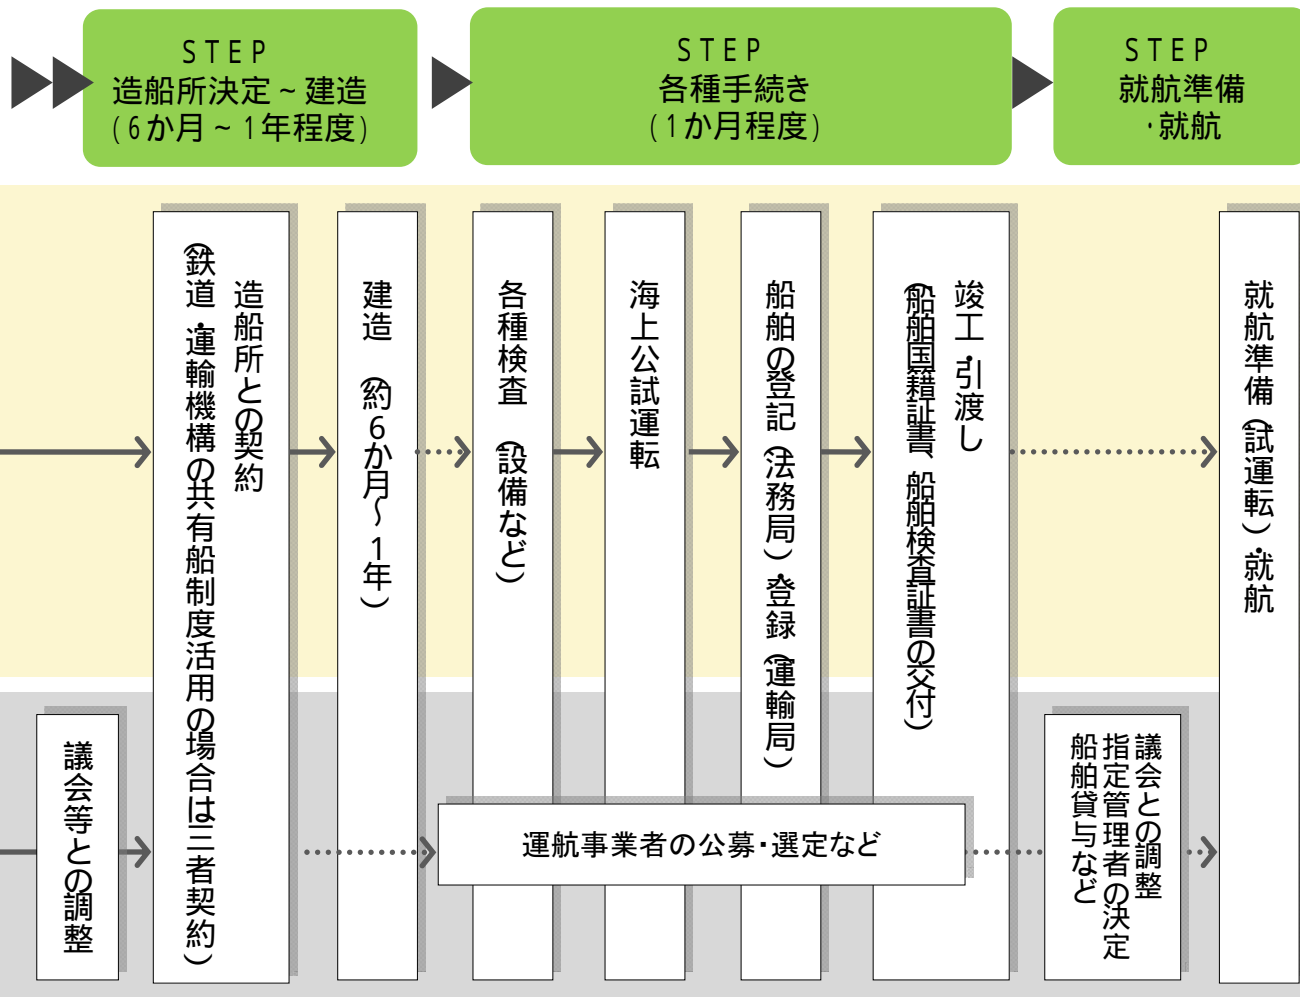 STEP
造船所決定~建造
(6か月~1年程度)
STEP
各種手続き
(1か月程度)
STEP
就航準備
・就航
造船所との契約
(鉄道・運輸機構の共有船制度活用の場合は三者契約)
建造 (約6か月~1年)
各種検査 (設備など)
海上公試運転
船舶の登記(法務局)・登録(運輸局)
竣工・引渡し
(船舶国籍証書、船舶検査証書の交付)
就航準備(試運転)・就航
議会等との調整
運航事業者の公募・選定など
議会との調整
指定管理者の決定
船舶貸与など